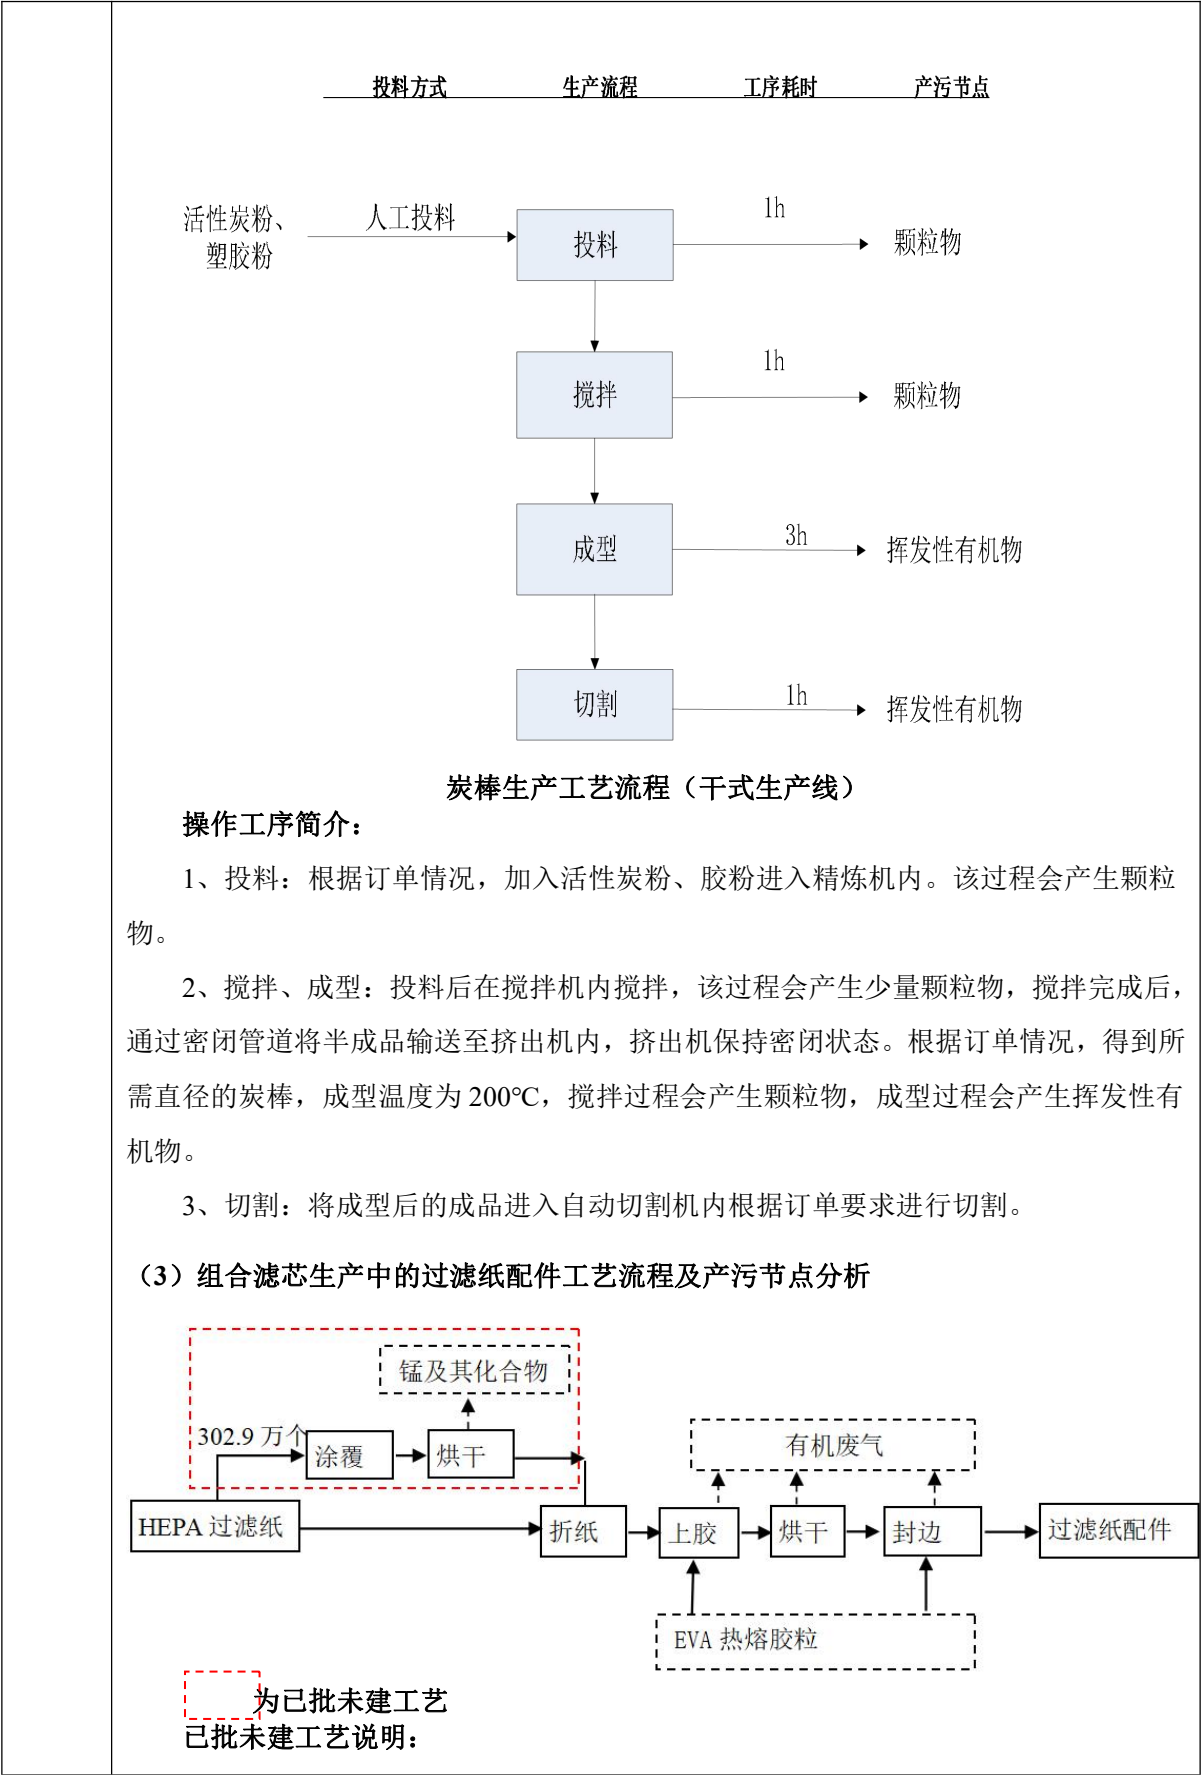 投料方式 生产流程 工序耗时 产污节点
活性炭粉、
塑胶粉
人工投料
投料
1h
颗粒物
搅拌
1h
颗粒物
成型
3h
挥发性有机物
切割
1h
挥发性有机物
炭棒生产工艺流程（干式生产线）
操作工序简介：
1、投料：根据订单情况，加入活性炭粉、胶粉进入精炼机内。该过程会产生颗粒
物。
2、搅拌、成型：投料后在搅拌机内搅拌，该过程会产生少量颗粒物，搅拌完成后，
通过密闭管道将半成品输送至挤出机内，挤出机保持密闭状态。根据订单情况，得到所
需直径的炭棒，成型温度为 200℃，搅拌过程会产生颗粒物，成型过程会产生挥发性有
机物。
3、切割：将成型后的成品进入自动切割机内根据订单要求进行切割。
（3）组合滤芯生产中的过滤纸配件工艺流程及产污节点分析
锰及其化合物
302.9 万个
涂覆
烘干
有机废气
HEPA 过滤纸
折纸
上胶
烘干
封边
过滤纸配件
EVA 热熔胶粒
为已批未建工艺
已批未建工艺说明：